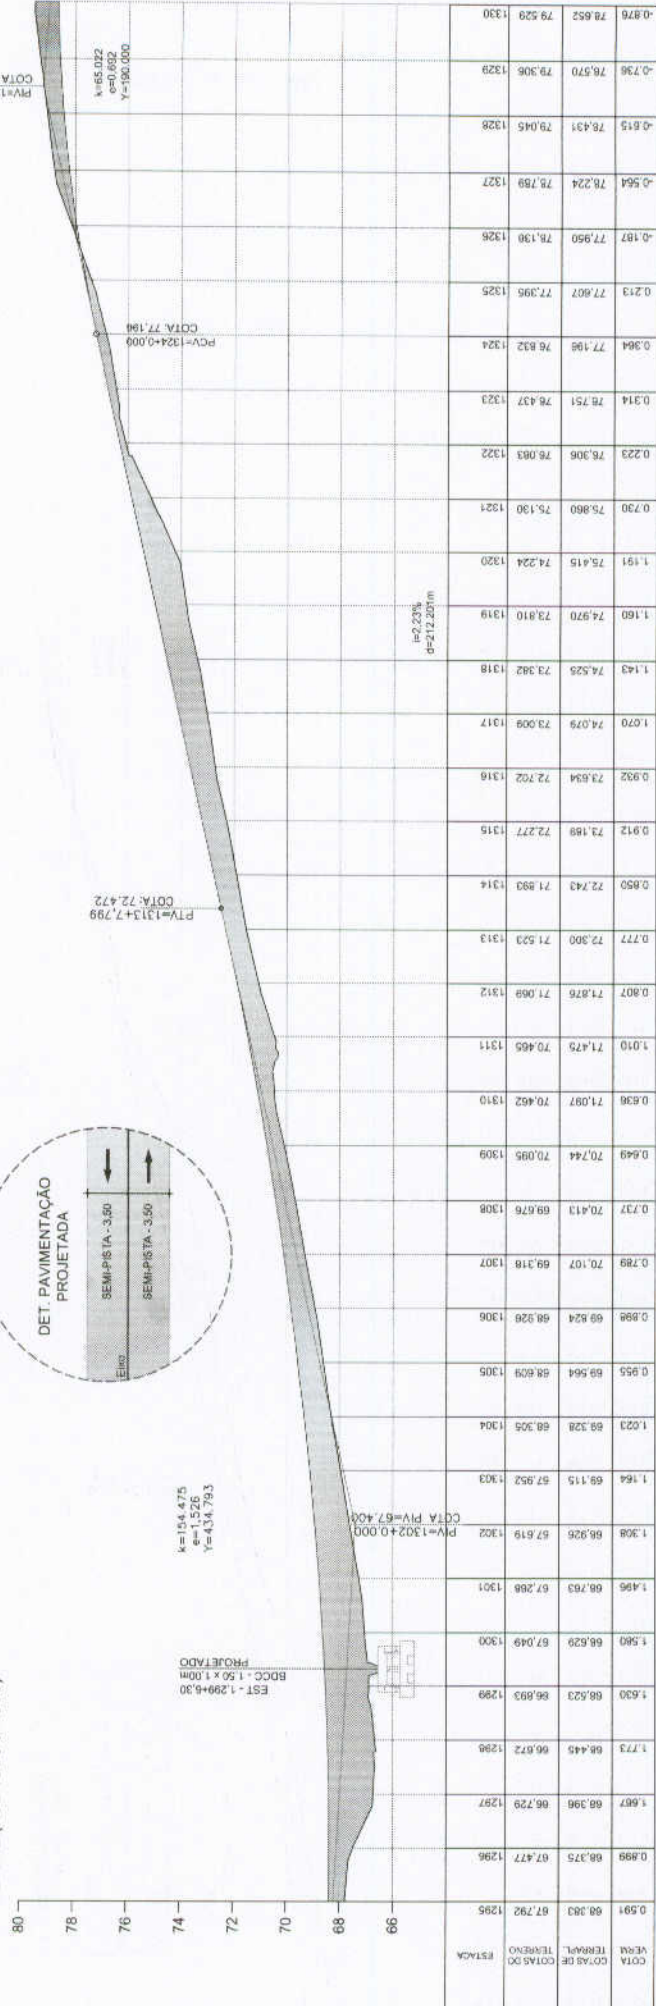 80
78
76
74
72
70
68
66
DET. PAVIMENTAÇÃO
PROJETADA
SEMI-PISTA - 3,50
SEMI-PISTA - 3,50
Eixo
k=154.475
e=1,526
Y=434.793
EST - 1.299+6,30
BDCC - 1.50 x 1,00m
PROJETADO
PIV=1302+0.000
COTA PIV=67.400
PTV=1313+7,799
COTA: 72.472
i=2,23%
d=212.201m
PCV=1324+0,000
COTA: 77.196
k=65.022
e=0.692
Y=190.000
PIV=1
COTA
ESTACA 1295 1296 1297 1298 1299 1300 1301 1302 1303 1304 1305 1306 1307 1308 1309 1310 1311 1312 1313 1314 1315 1316 1317 1318 1319 1320 1321 1322 1323 1324 1325 1326 1327 1328 1329 1330
COTAS DO TERRENO 67.792 67,477 66,729 66,672 66,893 67,049 67,268 67,619 67,952 68,305 68,609 68,926 69,318 69,676 70,095 70,462 70,465 71,069 71,523 71,893 72,277 72,702 73,009 73,382 73,810 74,224 75,130 76,083 76,437 76,832 77,395 78,136 78,789 79,045 79,306 79,529
COTAS DE TERRAPL. 68.383 68,375 68,396 68,445 68,523 68,629 68,763 68,926 69,115 69,328 69,564 69,824 70,107 70,413 70,744 71,097 71,475 71,876 72,300 72,743 73,189 73,634 74,079 74,525 74,970 75,415 75,860 76,306 76,751 77,196 77,607 77,950 78,224 78,431 78,570 78,652
COTA VERM. 0.591 0.899 1.667 1.773 1.630 1.580 1.496 1.308 1.164 1.023 0.955 0.898 0.789 0.737 0.649 0.636 1.010 0.807 0.777 0.850 0.912 0.932 1.070 1.143 1.160 1.191 0.730 0.223 0.314 0.364 0.213 -0.187 -0.564 -0.615 -0.736 -0.876